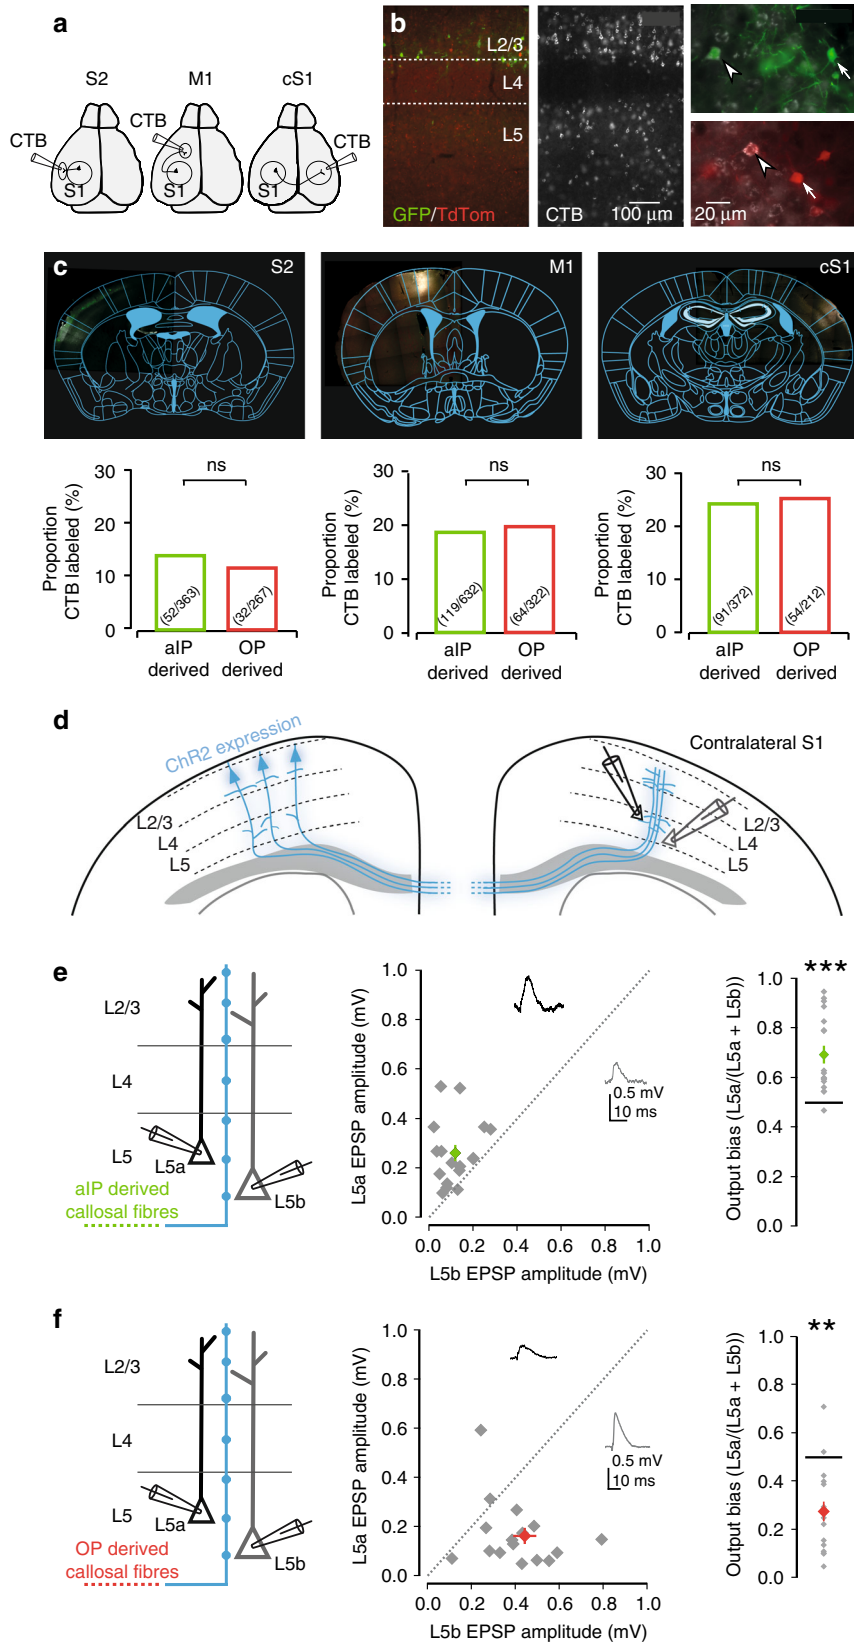 a
S2
M1
cS1
CTB
CTB
CTB
S1
S1
S1
b
L2/3
L4
L5
GFP/TdTom
CTB
100 μm
20 μm
c
S2
M1
cS1
Proportion
CTB labeled (%)
30
20
10
0
ns
(52/363)
(32/267)
aIP
derived
OP
derived
Proportion
CTB labeled (%)
30
20
10
0
ns
(119/632)
(64/322)
aIP
derived
OP
derived
Proportion
CTB labeled (%)
30
20
10
0
ns
(91/372)
(54/212)
aIP
derived
OP
derived
d
ChR2 expression
L2/3
L4
L5
Contralateral S1
L2/3
L4
L5
e
L2/3
L4
L5
L5a
L5b
aIP derived
callosal fibres
L5a EPSP amplitude (mV)
1.0
0.8
0.6
0.4
0.2
0.0
0.0 0.2 0.4 0.6 0.8 1.0
L5b EPSP amplitude (mV)
0.5 mV
10 ms
Output bias (L5a/(L5a + L5b))
1.0
0.8
0.6
0.4
0.2
0.0
***
f
L2/3
L4
L5
L5a
L5b
OP derived
callosal fibres
L5a EPSP amplitude (mV)
1.0
0.8
0.6
0.4
0.2
0.0
0.0 0.2 0.4 0.6 0.8 1.0
L5b EPSP amplitude (mV)
0.5 mV
10 ms
Output bias (L5a/(L5a + L5b))
1.0
0.8
0.6
0.4
0.2
0.0
**